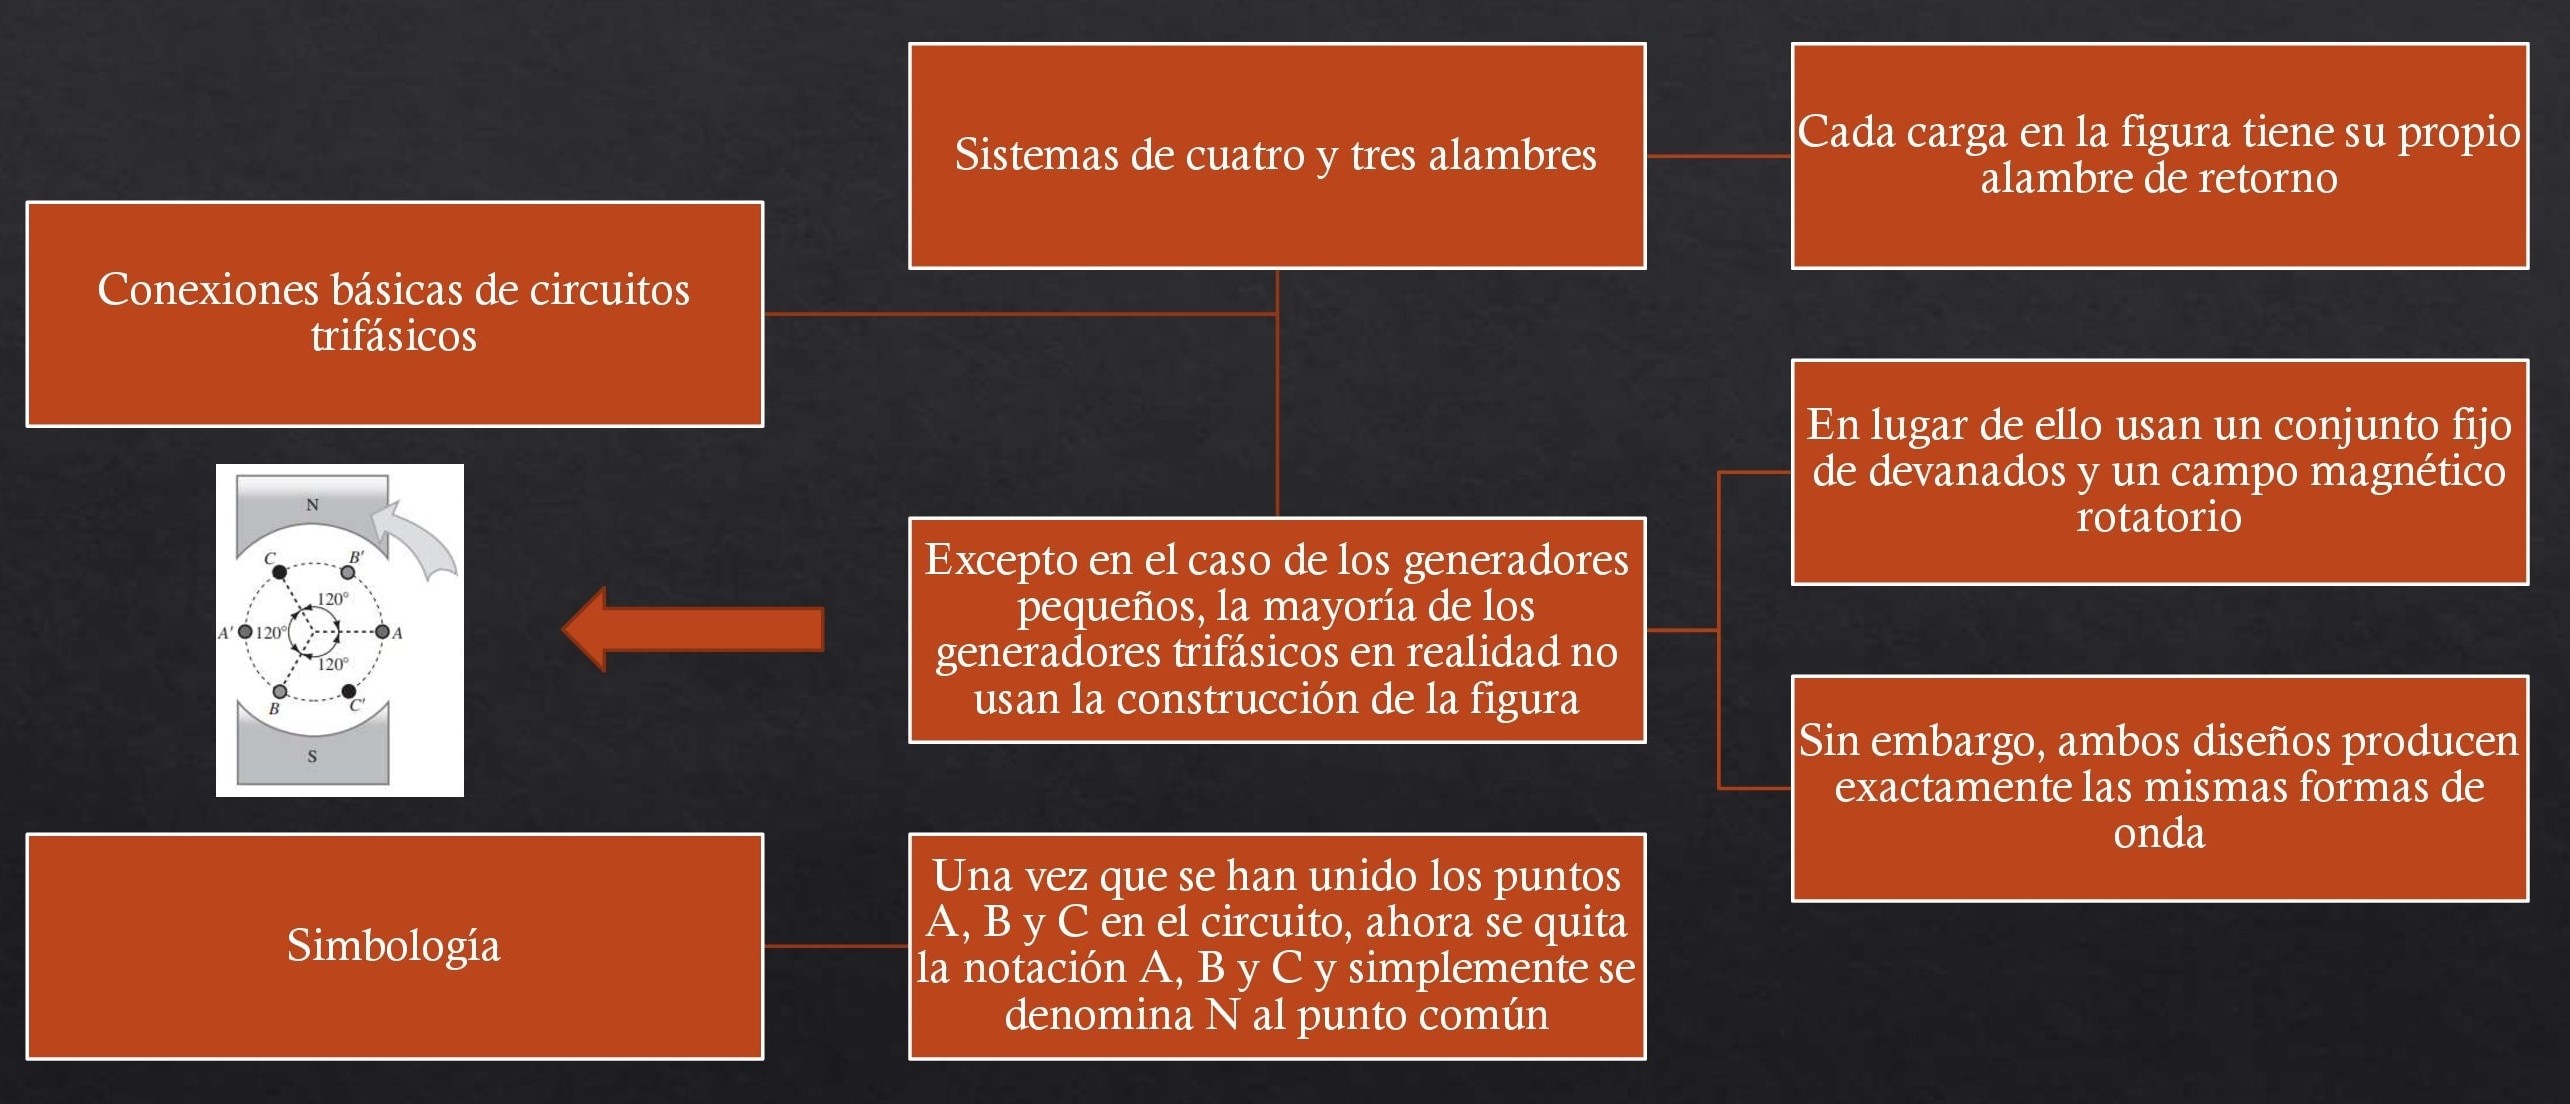 Conexiones básicas de circuitos
trifásicos
Sistemas de cuatro y tres alambres
Cada carga en la figura tiene su propio
alambre de retorno
Excepto en el caso de los generadores
pequeños, la mayoría de los
generadores trifásicos en realidad no
usan la construcción de la figura
En lugar de ello usan un conjunto fijo
de devanados y un campo magnético
rotatorio
Sin embargo, ambos diseños producen
exactamente las mismas formas de
onda
N
C
B'
120°
A'
120°
A
120°
B
C'
S
Simbología
Una vez que se han unido los puntos
A, B y C en el circuito, ahora se quita
la notación A, B y C y simplemente se
denomina N al punto común